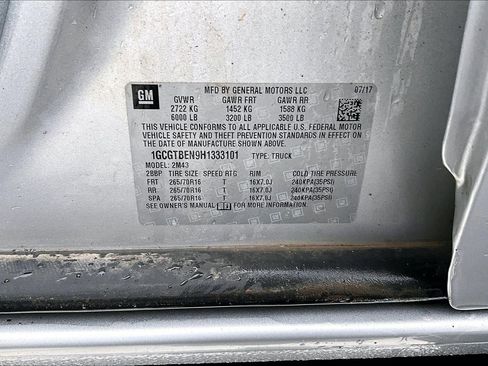 GM
MFD BY GENERAL MOTORS LLC 07/17
GVWR GAWR FRT GAWR RR
2722 KG 1452 KG 1588 KG
6000 LB 3200 LB 3500 LB
THIS VEHICLE CONFORMS TO ALL APPLICABLE U.S. FEDERAL MOTOR
VEHICLE SAFETY AND THEFT PREVENTION STANDARDS IN EFFECT ON
THE DATE OF MANUFACTURE SHOWN ABOVE.
1GCGTBEN9H1333101 TYPE: TRUCK
MODEL: 2M43
2BBP TIRE SIZE SPEED RTG RIM COLD TIRE PRESSURE
FRT 265/70R16 T 16X7.0J 240KPA(35PSI)
RR 265/70R16 T 16X7.0J 240KPA(35PSI)
SPA 265/70R16 T 16X7.0J 240KPA(35PSI)
SEE OWNER'S MANUAL FOR MORE INFORMATION